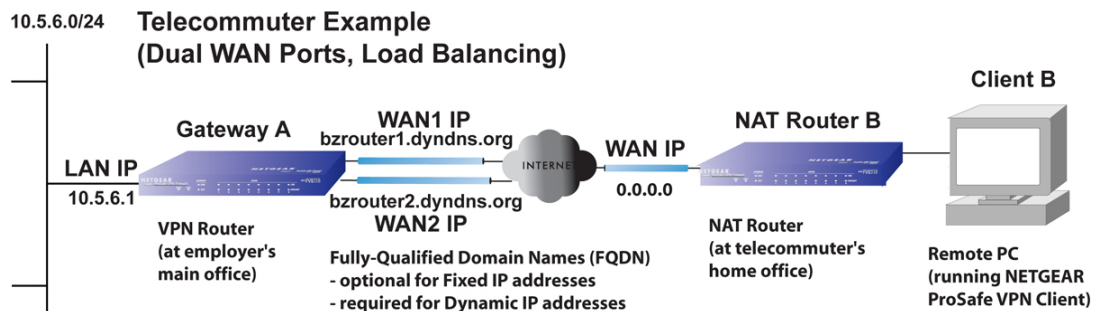 10.5.6.0/24
Telecommuter Example
(Dual WAN Ports, Load Balancing)
Client B
Gateway A
WAN1 IP
bzrouter1.dyndns.org
NAT Router B
LAN IP
10.5.6.1
NETGEAR
INTERNET
WAN IP
0.0.0.0
NETGEAR
bzrouter2.dyndns.org
WAN2 IP
VPN Router
(at employer's
main office)
Fully-Qualified Domain Names (FQDN)
- optional for Fixed IP addresses
- required for Dynamic IP addresses
NAT Router
(at telecommuter's
home office)
Remote PC
(running NETGEAR
ProSafe VPN Client)